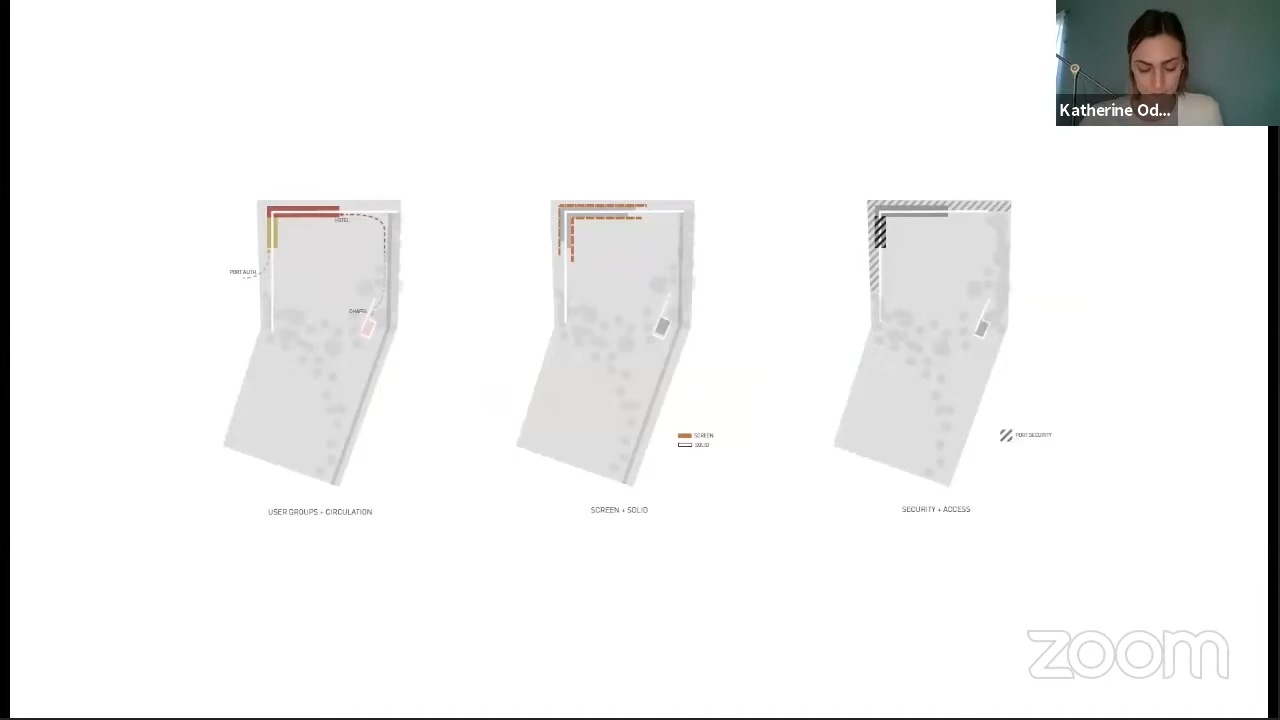 Katherine Od...
HOTEL
PORT AUTH.
CHAPEL
SCREEN
SOLID
PORT SECURITY
USER GROUPS + CIRCULATION
SCREEN + SOLID
SECURITY + ACCESS
zoom